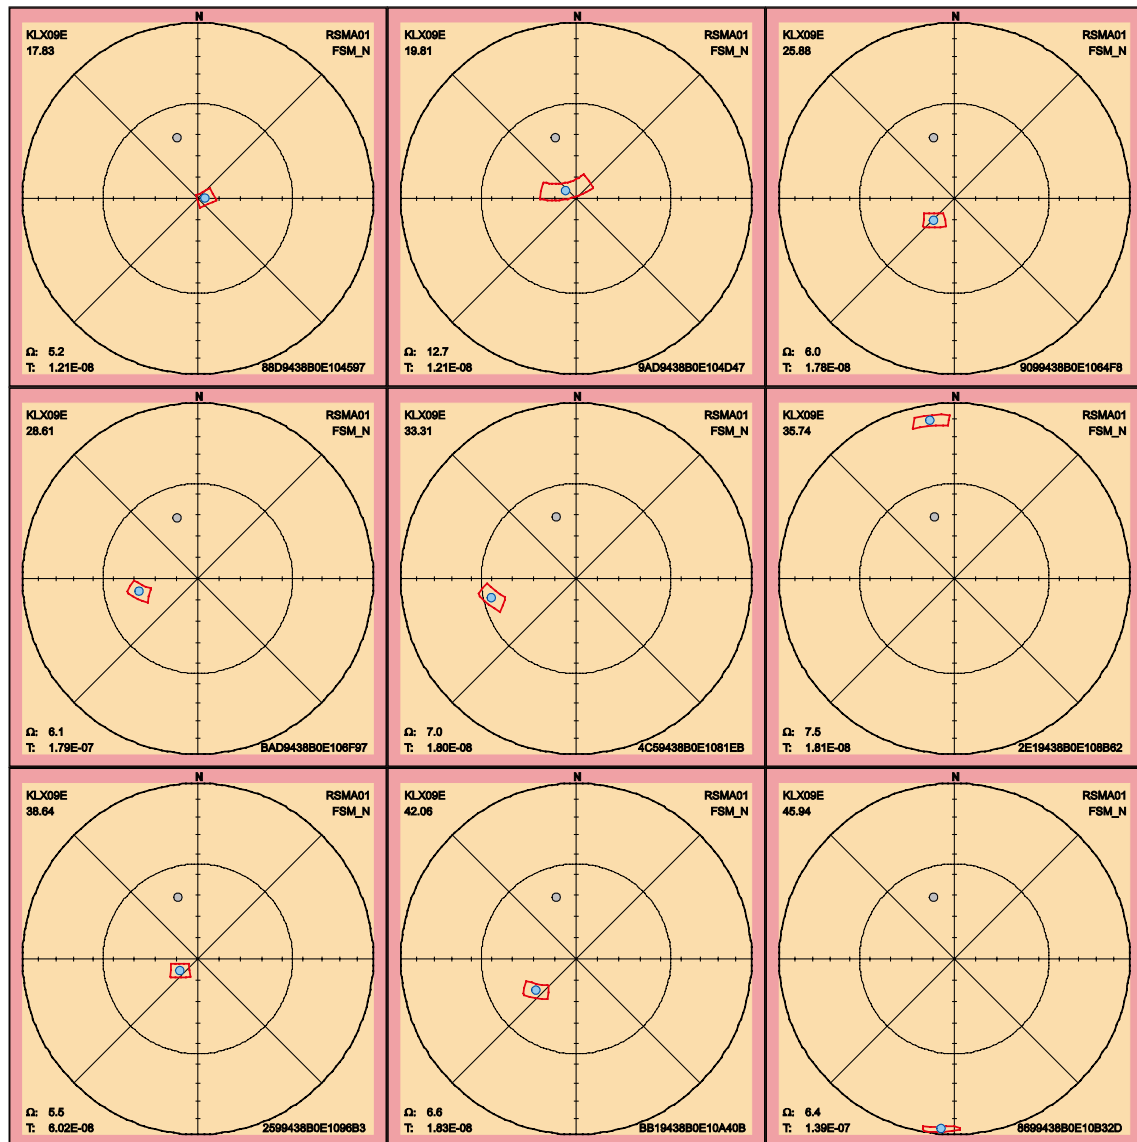 N
KLX09E RSMA01
17.83 FSM_N
Ω: 5.2
T: 1.21E-08 88D9438B0E104597
N
KLX09E RSMA01
19.81 FSM_N
Ω: 12.7
T: 1.21E-08 9AD9438B0E104D47
N
KLX09E RSMA01
25.88 FSM_N
Ω: 6.0
T: 1.78E-08 9099438B0E1064F8
N
KLX09E RSMA01
28.61 FSM_N
Ω: 6.1
T: 1.79E-07 BAD9438B0E106F97
N
KLX09E RSMA01
33.31 FSM_N
Ω: 7.0
T: 1.80E-08 4C59438B0E1081EB
N
KLX09E RSMA01
35.74 FSM_N
Ω: 7.5
T: 1.81E-08 2E19438B0E108B62
N
KLX09E RSMA01
38.64 FSM_N
Ω: 5.5
T: 6.02E-08 2599438B0E1096B3
N
KLX09E RSMA01
42.06 FSM_N
Ω: 6.6
T: 1.83E-08 BB19438B0E10A40B
N
KLX09E RSMA01
45.94 FSM_N
Ω: 6.4
T: 1.39E-07 8699438B0E10B32D